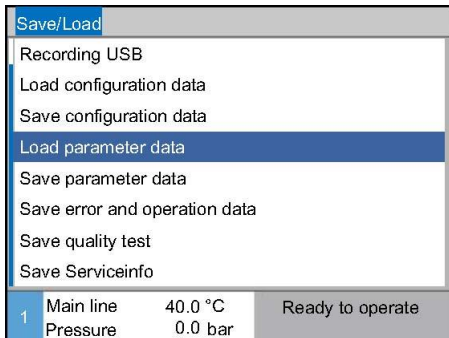 Save/Load
Recording USB
Load configuration data
Save configuration data
Load parameter data
Save parameter data
Save error and operation data
Save quality test
Save Serviceinfo
1 Main line 40.0 °C Ready to operate
Pressure 0.0 bar